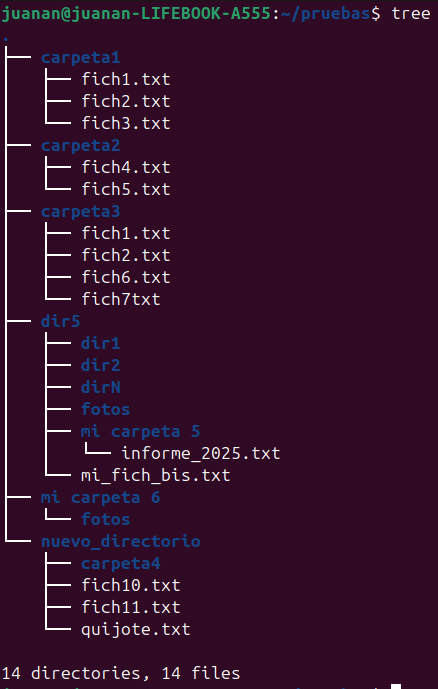 juanan@juanan-LIFEBOOK-A555:~/pruebas$ tree
.
├── carpeta1
│   ├── fich1.txt
│   ├── fich2.txt
│   └── fich3.txt
├── carpeta2
│   ├── fich4.txt
│   └── fich5.txt
├── carpeta3
│   ├── fich1.txt
│   ├── fich2.txt
│   ├── fich6.txt
│   └── fich7txt
├── dir5
│   ├── dir1
│   ├── dir2
│   ├── dirN
│   ├── fotos
│   ├── mi carpeta 5
│   │   └── informe_2025.txt
│   └── mi_fich_bis.txt
├── mi carpeta 6
│   └── fotos
└── nuevo_directorio
    ├── carpeta4
    ├── fich10.txt
    ├── fich11.txt
    └── quijote.txt
14 directories, 14 files